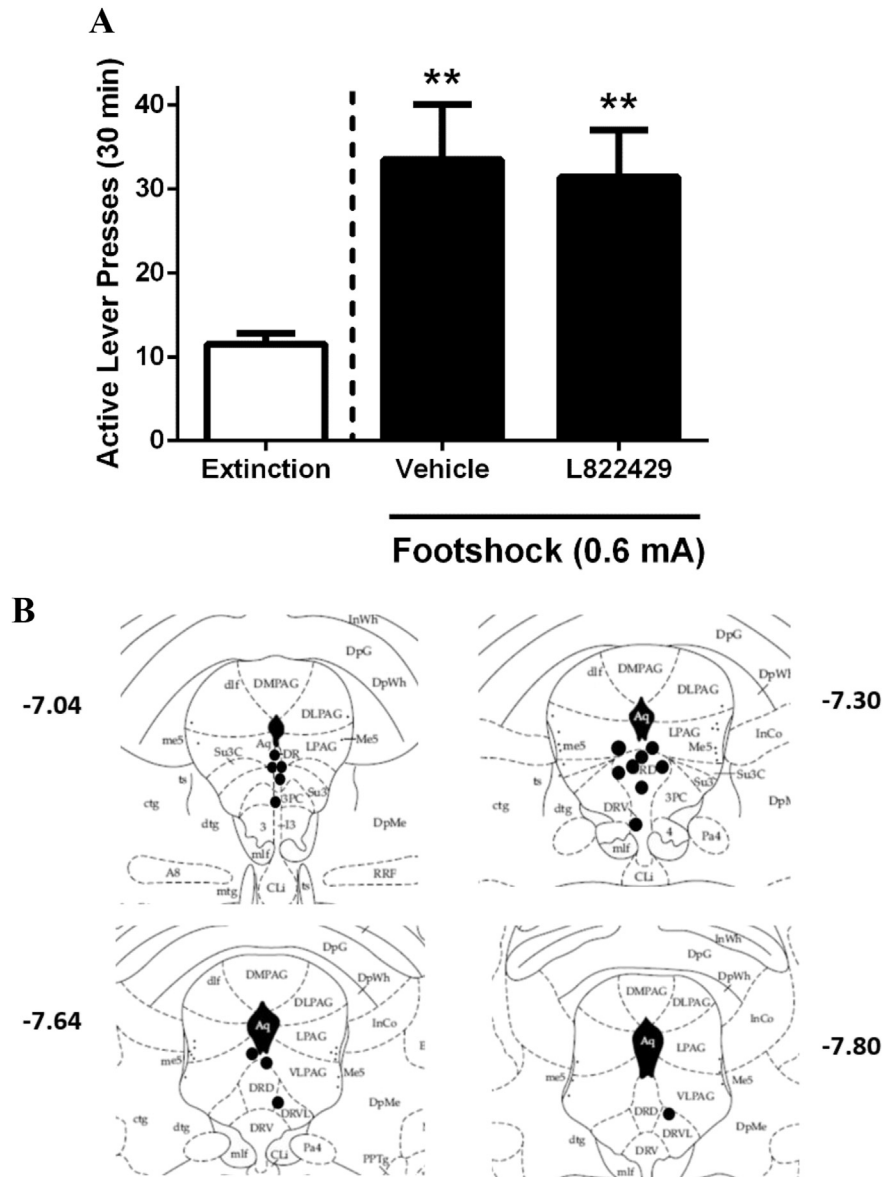 A
Active Lever Presses (30 min)
40
30
20
10
0
**
**
Extinction
Vehicle
L822429
Footshock (0.6 mA)
B
-7.04
InWh
DpG
DpWh
dlf
DMPAG
DLPAG
me5
Aq
DR
LPAG
Me5
Su3C
Su3
ts
3PC
ctg
dtg
3
I3
DpMe
mlf
A8
mtg
CLi
ts
RRF
-7.30
DpG
dlf
DMPAG
DpWh
DLPAG
Aq
me5
LPAG
Me5
InCo
RD
Su3C
Su3
ts
ctg
dtg
DRV
3PC
mlf
4
Pa4
CLi
-7.64
DpG
dlf
DMPAG
DpWh
DLPAG
Aq
InCo
LPAG
me5
VLPAG
Me5
DRD
DRVL
DpMe
ctg
dtg
DRV
mlf
CLi
Pa4
PPTg
-7.80
InWh
DpG
DpWh
DMPAG
DLPAG
InCo
Aq
LPAG
me5
Me5
VLPAG
DRD
DRVL
DpMe
dtg
DRV
mlf